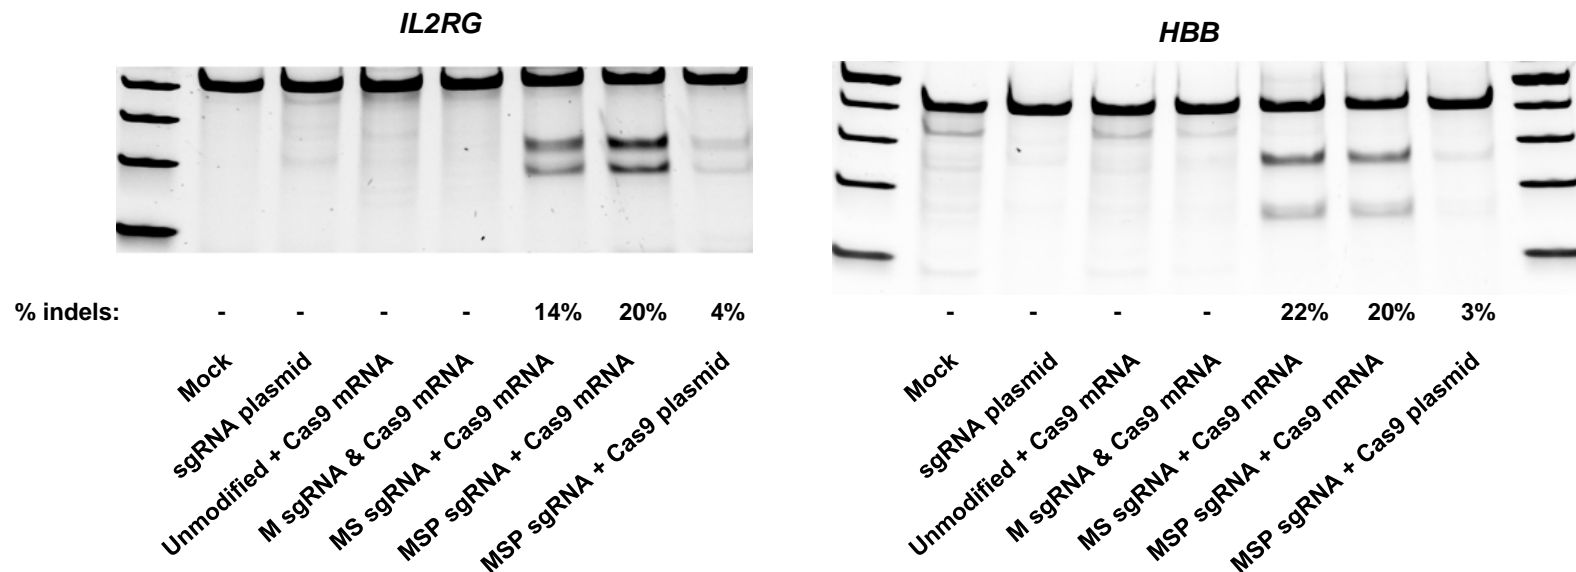 IL2RG
HBB
% indels: - - - - 14% 20% 4%
- - - - 22% 20% 3%
Mock
sgRNA plasmid
Unmodified + Cas9 mRNA
M sgRNA & Cas9 mRNA
MS sgRNA + Cas9 mRNA
MSP sgRNA + Cas9 mRNA
MSP sgRNA + Cas9 plasmid
Mock
sgRNA plasmid
Unmodified + Cas9 mRNA
M sgRNA & Cas9 mRNA
MS sgRNA + Cas9 mRNA
MSP sgRNA + Cas9 mRNA
MSP sgRNA + Cas9 plasmid